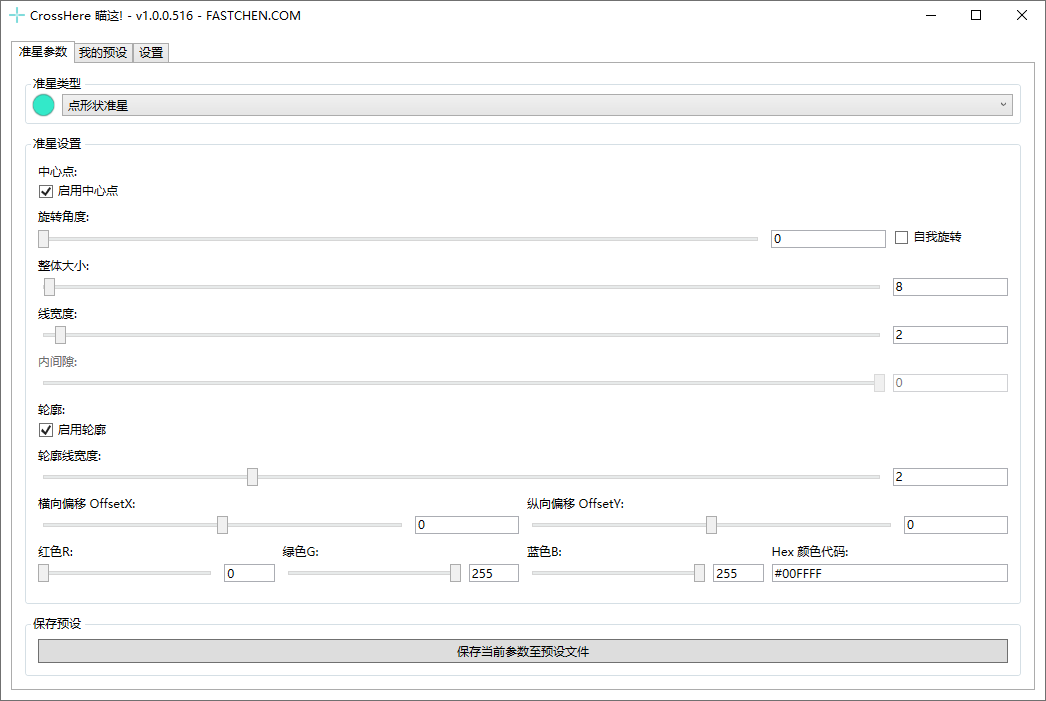 CrossHere 瞄这! - v1.0.0.516 - FASTCHEN.COM
准星参数 我的预设 设置
准星类型
点形状准星
准星设置
中心点:
启用中心点
旋转角度:
0 自我旋转
整体大小:
8
线宽度:
2
内间隙:
0
轮廓:
启用轮廓
轮廓线宽度:
2
横向偏移 OffsetX: 纵向偏移 OffsetY:
0 0
红色R: 绿色G: 蓝色B: Hex 颜色代码:
0 255 255 #00FFFF
保存预设
保存当前参数至预设文件